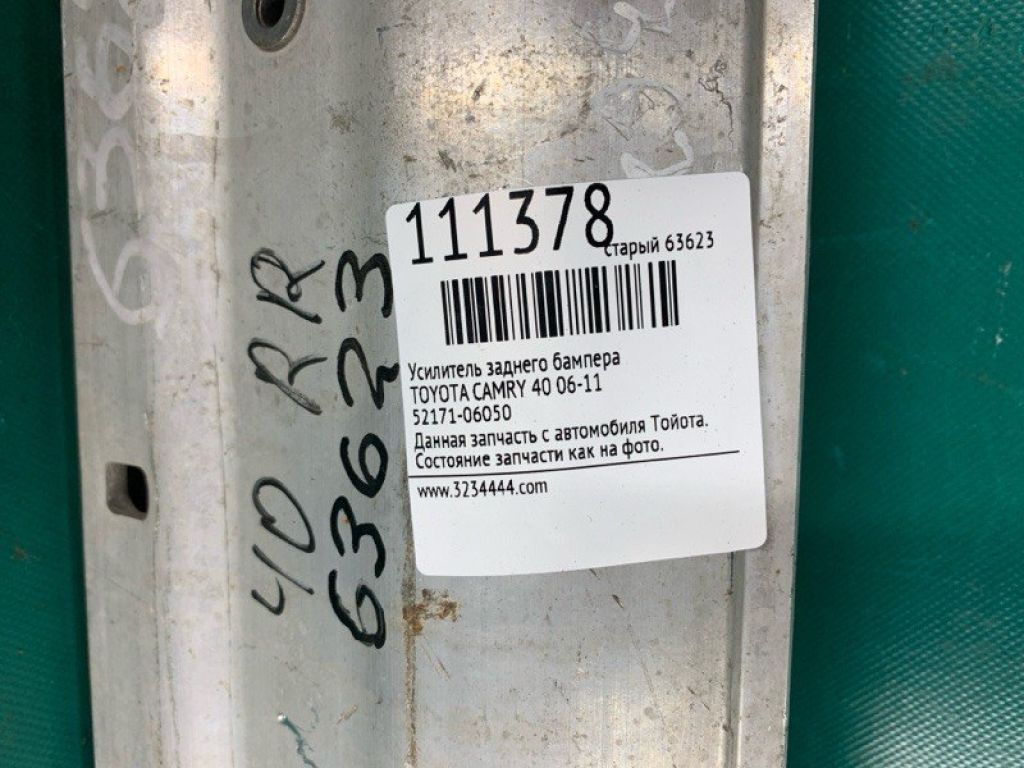 111378
старый 63623
Усилитель заднего бампера
TOYOTA CAMRY 40 06-11
52171-06050
Данная запчасть с автомобиля Тойота.
Состояние запчасти как на фото.
www.3234444.com
40 RR
63623